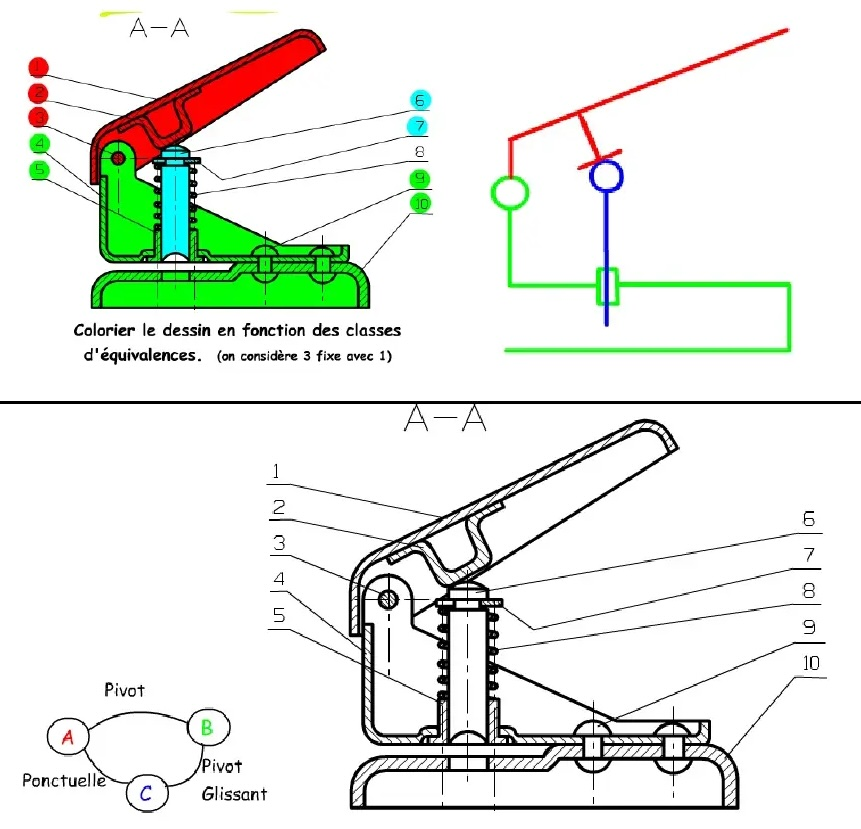 A-A
1
2
3
4
5
6
7
8
9
10
Colorier le dessin en fonction des classes
d'équivalences. (on considère 3 fixe avec 1)
A-A
1
2
3
4
5
6
7
8
9
10
Pivot
A
B
Ponctuelle
Pivot
Glissant
C